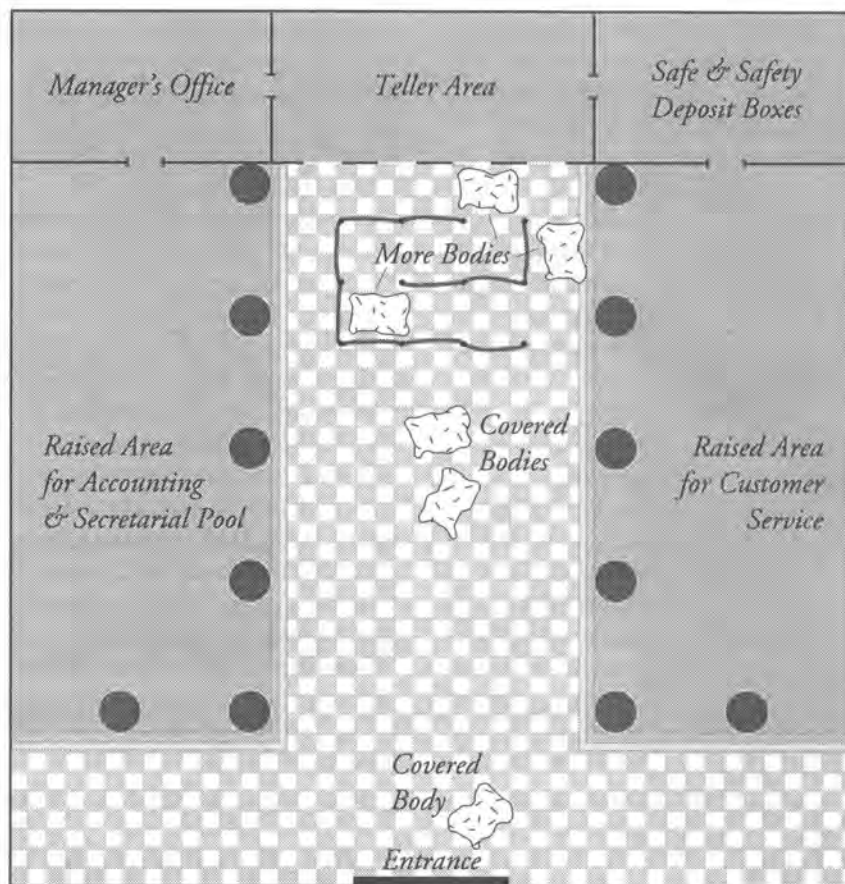 Manager's Office
Teller Area
Safe & Safety
Deposit Boxes
More Bodies
Covered
Bodies
Raised Area
for Accounting
& Secretarial Pool
Raised Area
for Customer
Service
Covered
Body
Entrance